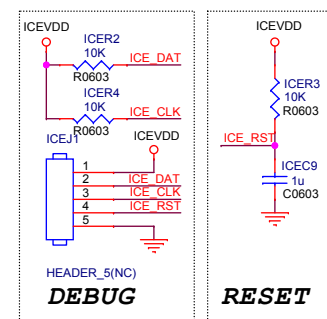 ICEVDD
ICER2
10K
ICE_DAT
R0603
ICER4
10K
ICE_CLK
R0603
ICEJ1
ICEVDD
1
2
ICE_DAT
3
ICE_CLK
4
ICE_RST
5
HEADER_5(NC)
DEBUG
ICEVDD
ICER3
10K
R0603
ICE_RST
ICEC9
1u
C0603
RESET